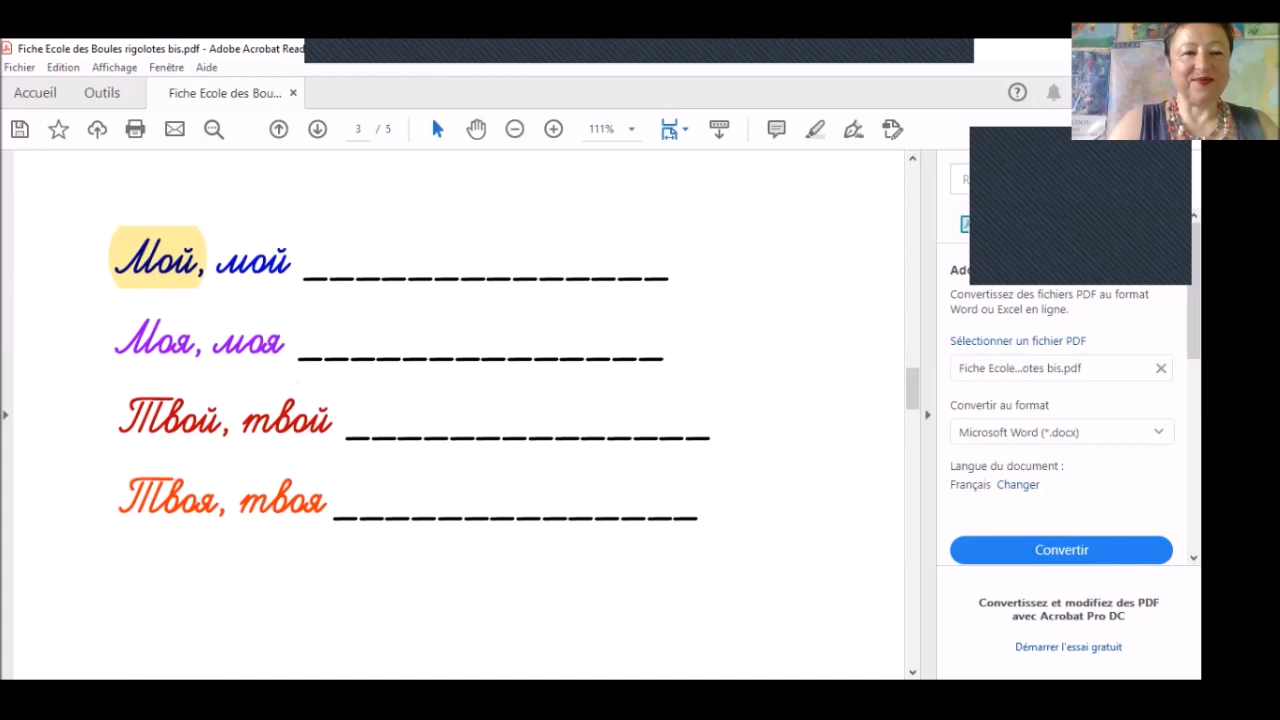 Fiche Ecole des Boules rigolotes bis.pdf - Adobe Acrobat Read
Fichier Edition Affichage Fenêtre Aide
Accueil Outils Fiche Ecole des Bou... ×
3 / 5 111%
Мой, мой _ _ _ _ _ _ _ _ _ _ _ _ _ _
Моя, моя _ _ _ _ _ _ _ _ _ _ _ _ _ _
Твой, твой _ _ _ _ _ _ _ _ _ _ _ _ _ _
Твоя, твоя _ _ _ _ _ _ _ _ _ _ _ _ _ _
Convertissez des fichiers PDF au format
Word ou Excel en ligne.
Sélectionner un fichier PDF
Fiche Ecole...otes bis.pdf
Convertir au format
Microsoft Word (*.docx)
Langue du document :
Français Changer
Convertir
Convertissez et modifiez des PDF
avec Acrobat Pro DC
Démarrer l'essai gratuit